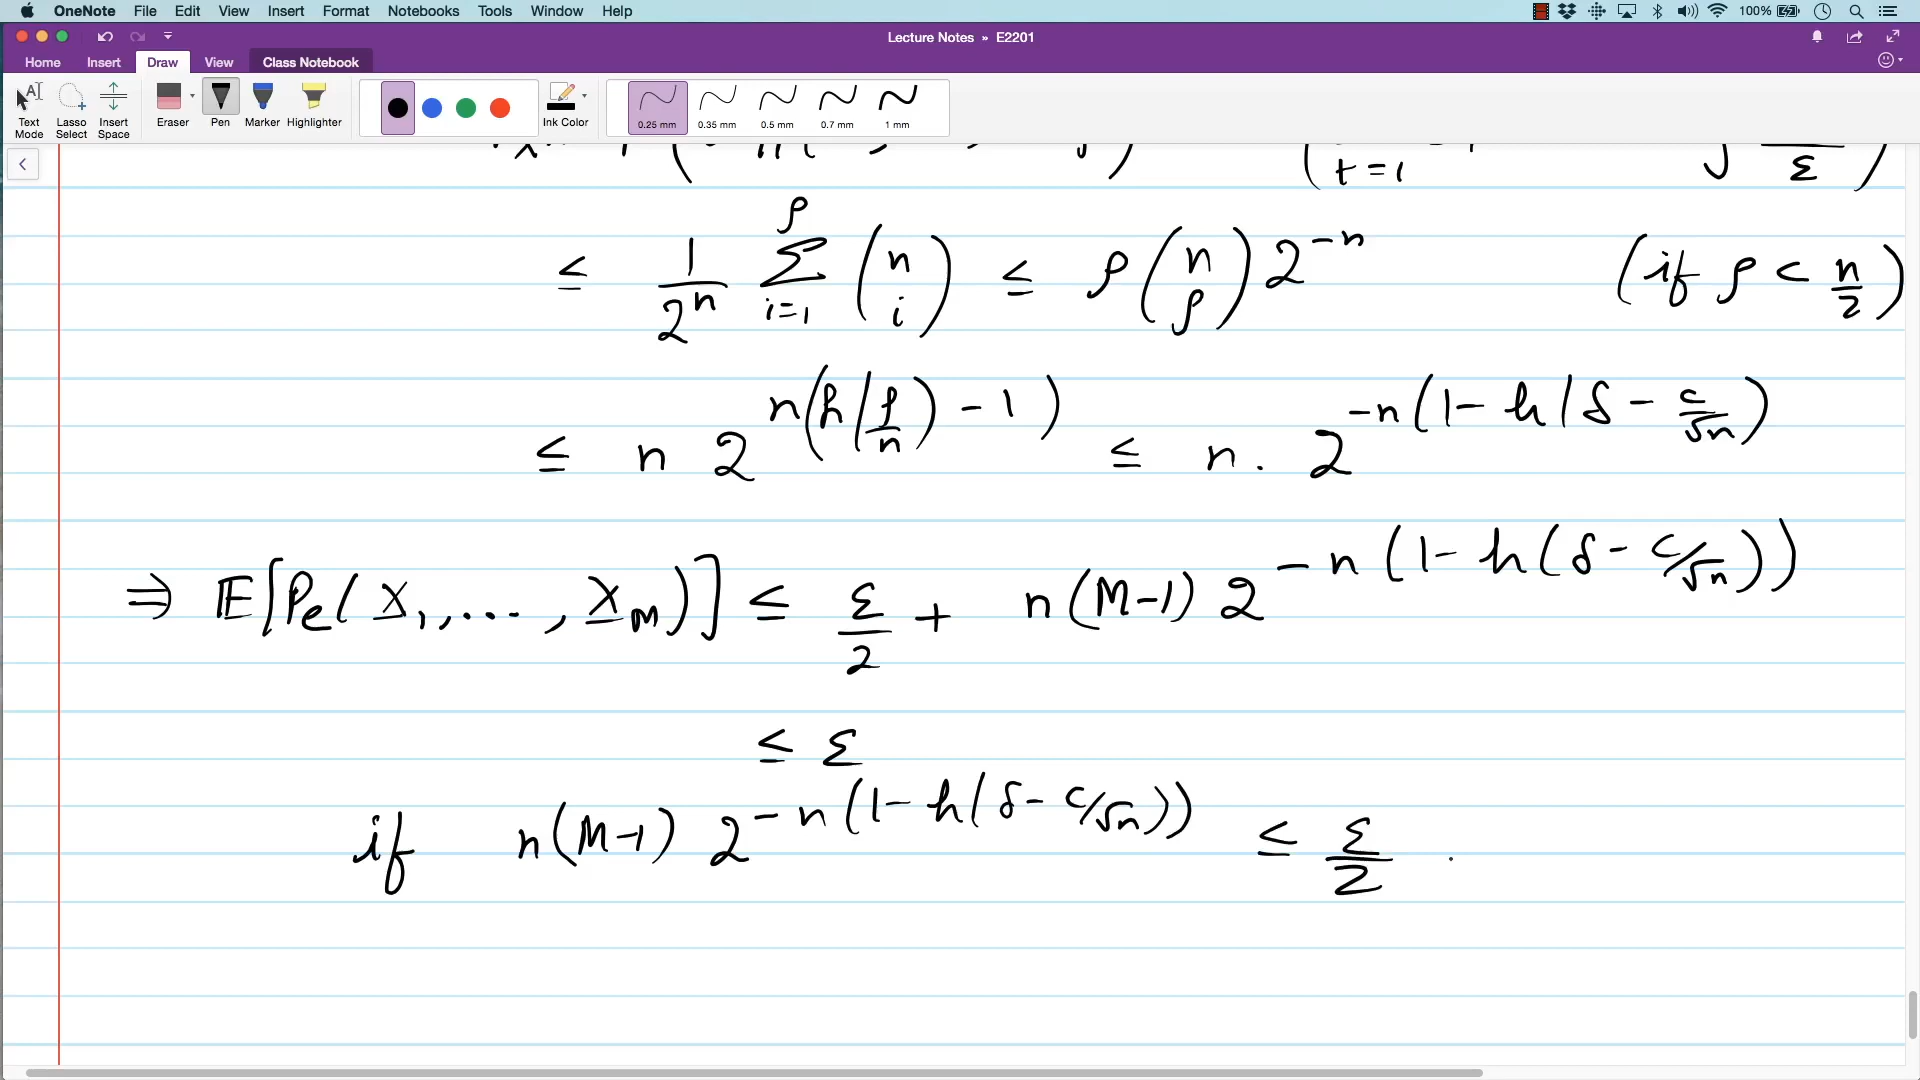 OneNote File Edit View Insert Format Notebooks Tools Window Help 100%
Lecture Notes » E2201
Home Insert Draw View Class Notebook
Text Mode Lasso Select Insert Space Eraser Pen Marker Highlighter Ink Color 0.25 mm 0.35 mm 0.5 mm 0.7 mm 1 mm
t=1 Σ
≤ 1/2^n ∑_{i=1}^{ρ} (n i) ≤ ρ (n ρ) 2^{-n} (if ρ < n/2)
≤ n 2^{n(h(ρ/n) - 1)} ≤ n. 2^{-n(1- h(δ - c/√n)}
⇒ 𝔼[Pe(X_1, ..., X_M)] ≤ ε/2 + n(M-1) 2^{-n(1- h(δ- c/√n))}
≤ ε
if n(M-1) 2^{-n(1- h(δ- c/√n))} ≤ ε/2 .